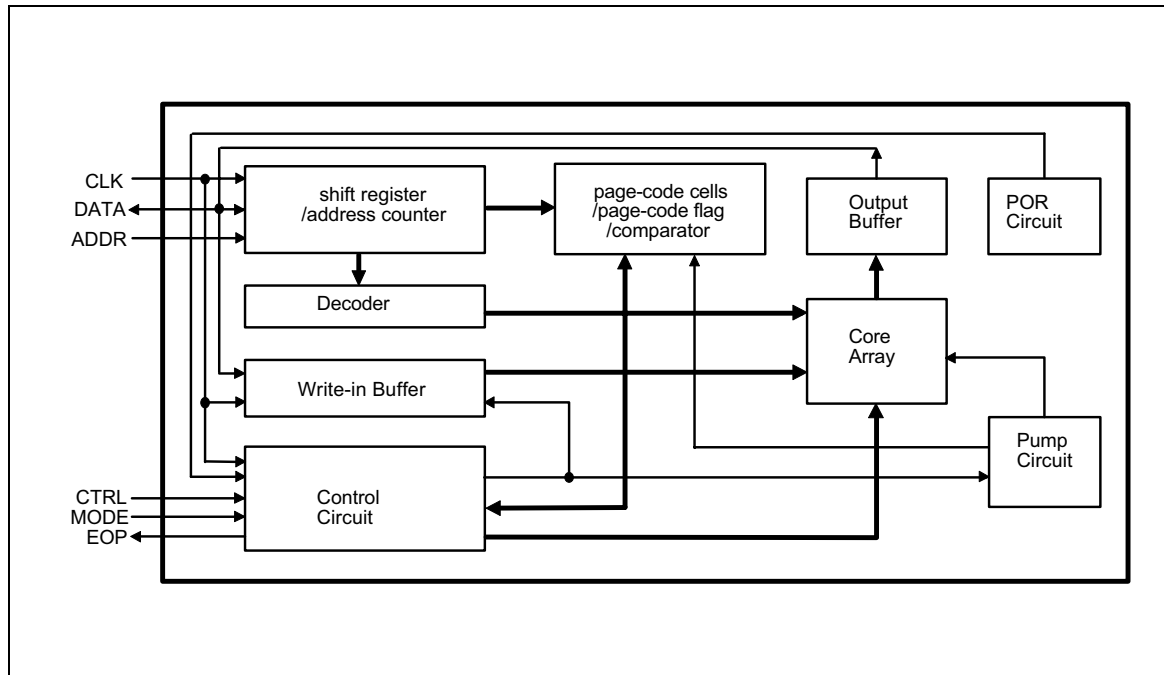 CLK
DATA
ADDR
shift register
/address counter
page-code cells
/page-code flag
/comparator
Output
Buffer
POR
Circuit
Decoder
Core
Array
Write-in Buffer
Pump
Circuit
CTRL
MODE
EOP
Control
Circuit